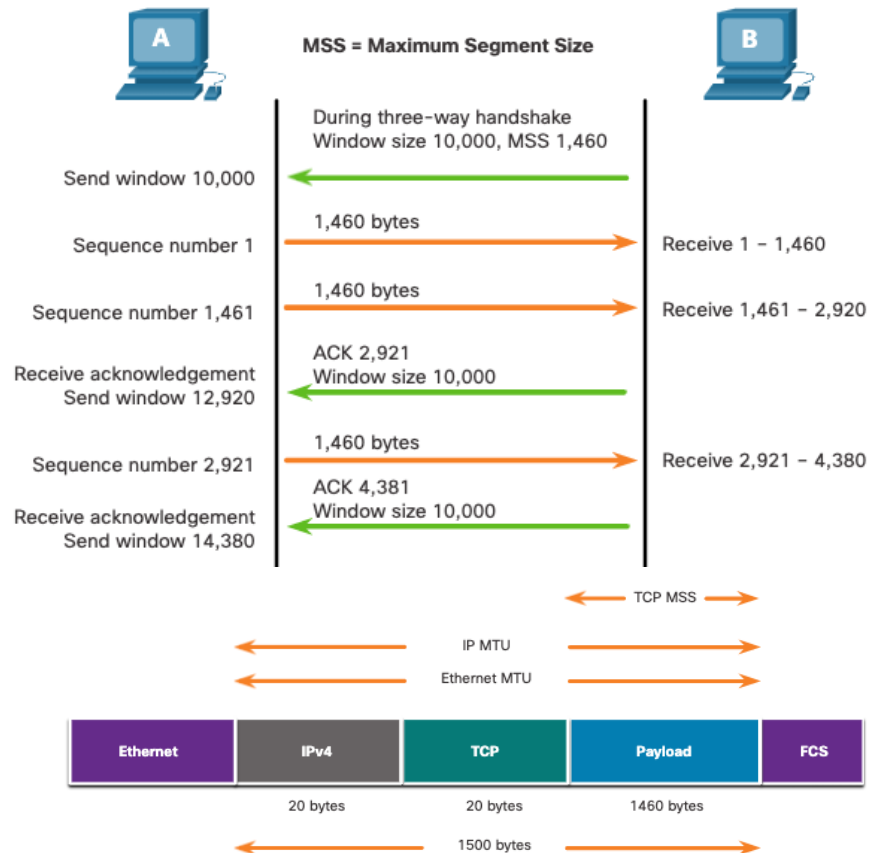 A
MSS = Maximum Segment Size
B
During three-way handshake
Window size 10,000, MSS 1,460
Send window 10,000
1,460 bytes
Sequence number 1
Receive 1 – 1,460
1,460 bytes
Sequence number 1,461
Receive 1,461 – 2,920
ACK 2,921
Window size 10,000
Receive acknowledgement
Send window 12,920
1,460 bytes
Sequence number 2,921
Receive 2,921 – 4,380
ACK 4,381
Window size 10,000
Receive acknowledgement
Send window 14,380
TCP MSS
IP MTU
Ethernet MTU
Ethernet IPv4 TCP Payload FCS
20 bytes 20 bytes 1460 bytes
1500 bytes